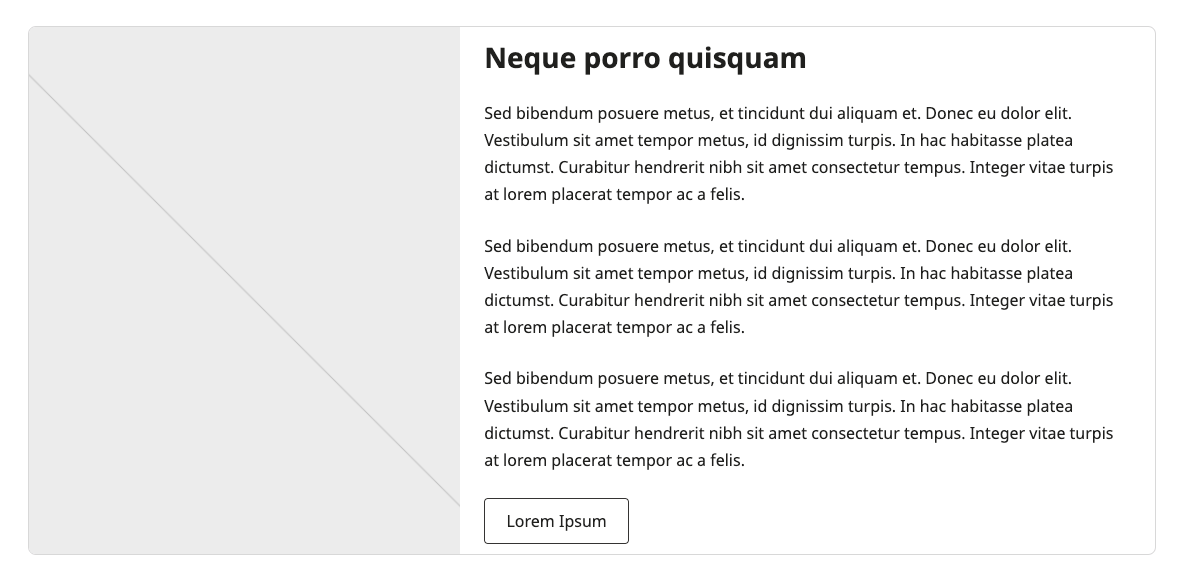 Neque porro quisquam
Sed bibendum posuere metus, et tincidunt dui aliquam et. Donec eu dolor elit.
Vestibulum sit amet tempor metus, id dignissim turpis. In hac habitasse platea
dictumst. Curabitur hendrerit nibh sit amet consectetur tempus. Integer vitae turpis
at lorem placerat tempor ac a felis.
Sed bibendum posuere metus, et tincidunt dui aliquam et. Donec eu dolor elit.
Vestibulum sit amet tempor metus, id dignissim turpis. In hac habitasse platea
dictumst. Curabitur hendrerit nibh sit amet consectetur tempus. Integer vitae turpis
at lorem placerat tempor ac a felis.
Sed bibendum posuere metus, et tincidunt dui aliquam et. Donec eu dolor elit.
Vestibulum sit amet tempor metus, id dignissim turpis. In hac habitasse platea
dictumst. Curabitur hendrerit nibh sit amet consectetur tempus. Integer vitae turpis
at lorem placerat tempor ac a felis.
Lorem Ipsum